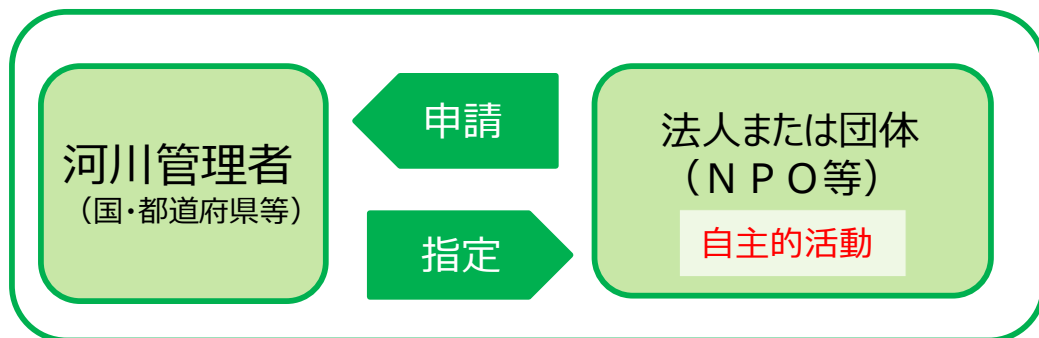 河川管理者
（国・都道府県等）
申請
指定
法人または団体
（ＮＰＯ等）
自主的活動